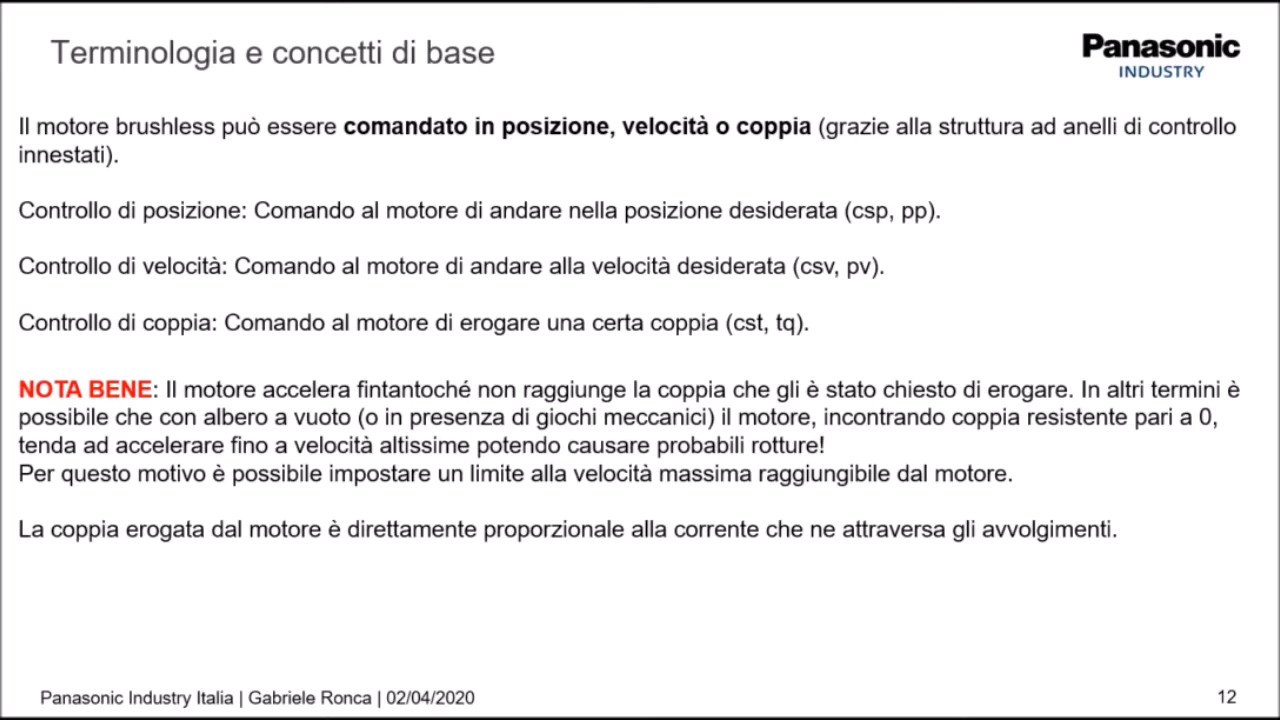 Terminologia e concetti di base
Panasonic
INDUSTRY
Il motore brushless può essere comandato in posizione, velocità o coppia (grazie alla struttura ad anelli di controllo
innestati).
Controllo di posizione: Comando al motore di andare nella posizione desiderata (csp, pp).
Controllo di velocità: Comando al motore di andare alla velocità desiderata (csv, pv).
Controllo di coppia: Comando al motore di erogare una certa coppia (cst, tq).
NOTA BENE: Il motore accelera fintantoché non raggiunge la coppia che gli è stato chiesto di erogare. In altri termini è
possibile che con albero a vuoto (o in presenza di giochi meccanici) il motore, incontrando coppia resistente pari a 0,
tenda ad accelerare fino a velocità altissime potendo causare probabili rotture!
Per questo motivo è possibile impostare un limite alla velocità massima raggiungibile dal motore.
La coppia erogata dal motore è direttamente proporzionale alla corrente che ne attraversa gli avvolgimenti.
Panasonic Industry Italia | Gabriele Ronca | 02/04/2020
12